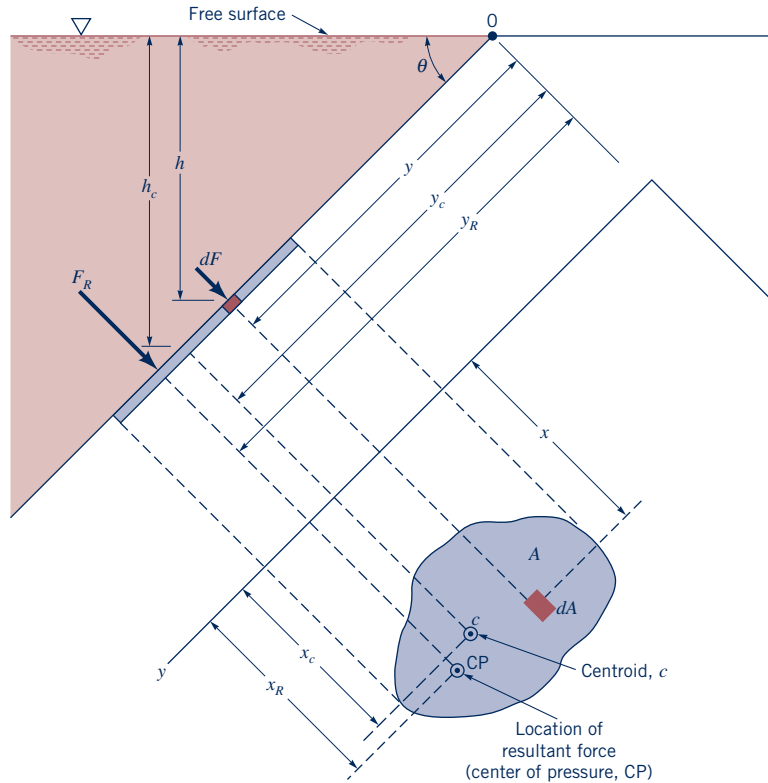 Free surface
0
θ
h
h_c
y
y_c
y_R
dF
F_R
x
A
dA
c
x_c
CP
y
x_R
Centroid, c
Location of
resultant force
(center of pressure, CP)